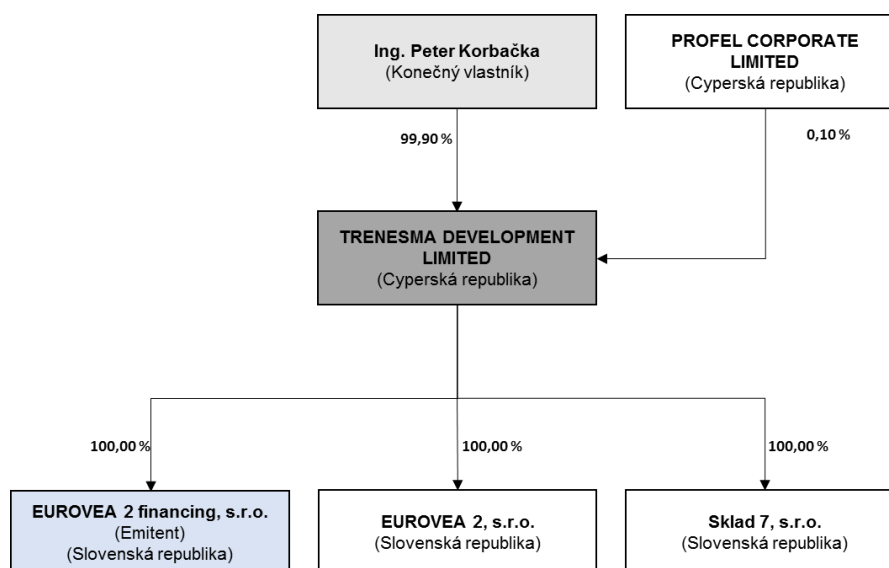 Ing. Peter Korbačka
(Konečný vlastník)
PROFEL CORPORATE
LIMITED
(Cyperská republika)
99,90 %
0,10 %
TRENESMA DEVELOPMENT
LIMITED
(Cyperská republika)
100,00 %
100,00 %
100,00 %
EUROVEA 2 financing, s.r.o.
(Emitent)
(Slovenská republika)
EUROVEA 2, s.r.o.
(Slovenská republika)
Sklad 7, s.r.o.
(Slovenská republika)